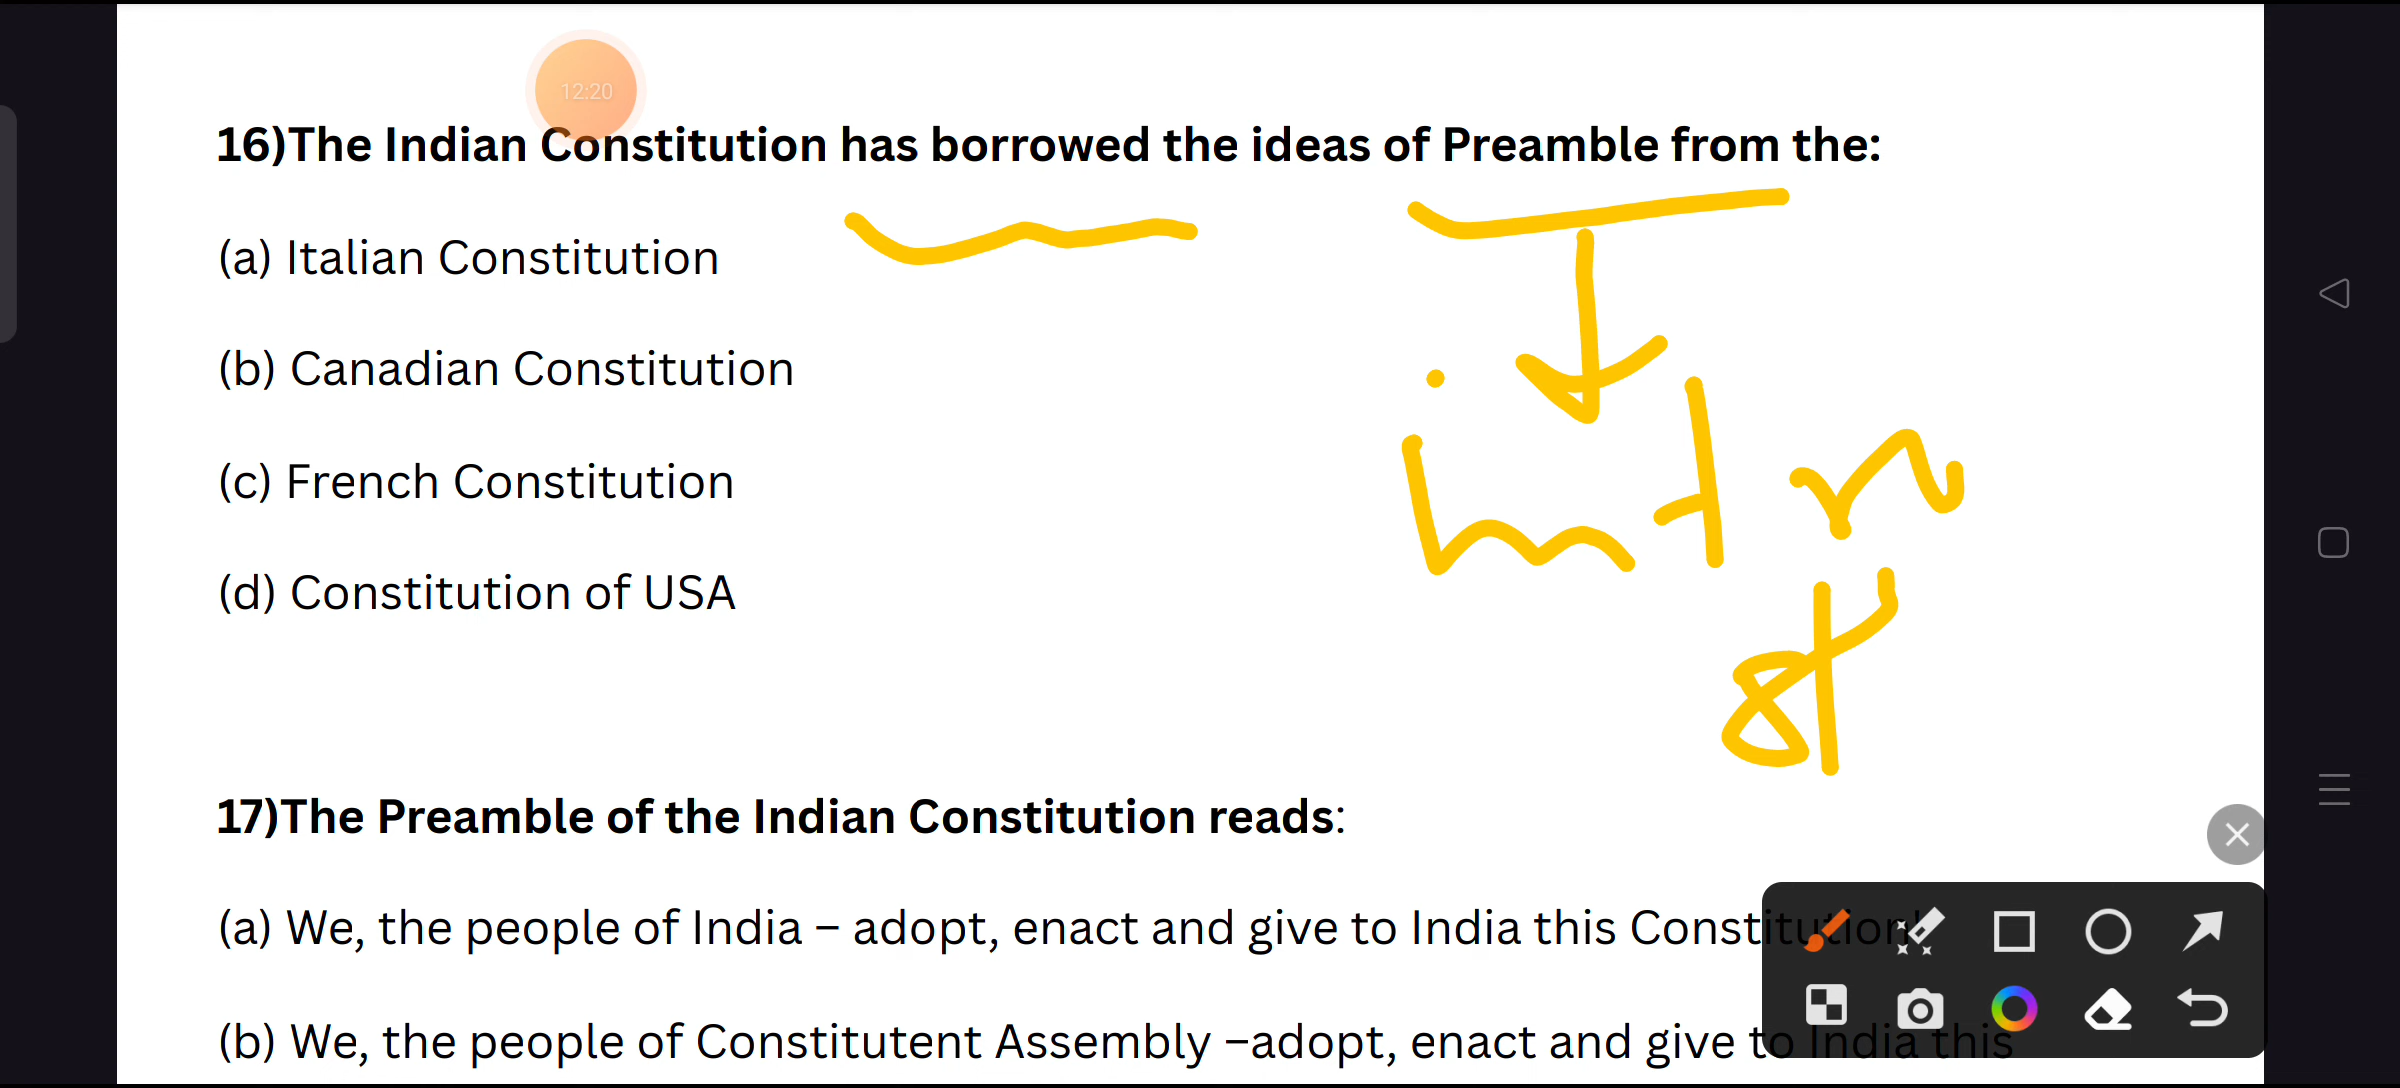 12:20
16)The Indian Constitution has borrowed the ideas of Preamble from the:
(a) Italian Constitution
(b) Canadian Constitution
(c) French Constitution
(d) Constitution of USA
17)The Preamble of the Indian Constitution reads:
(a) We, the people of India – adopt, enact and give to India this Constitution!
(b) We, the people of Constitutent Assembly –adopt, enact and give to India this